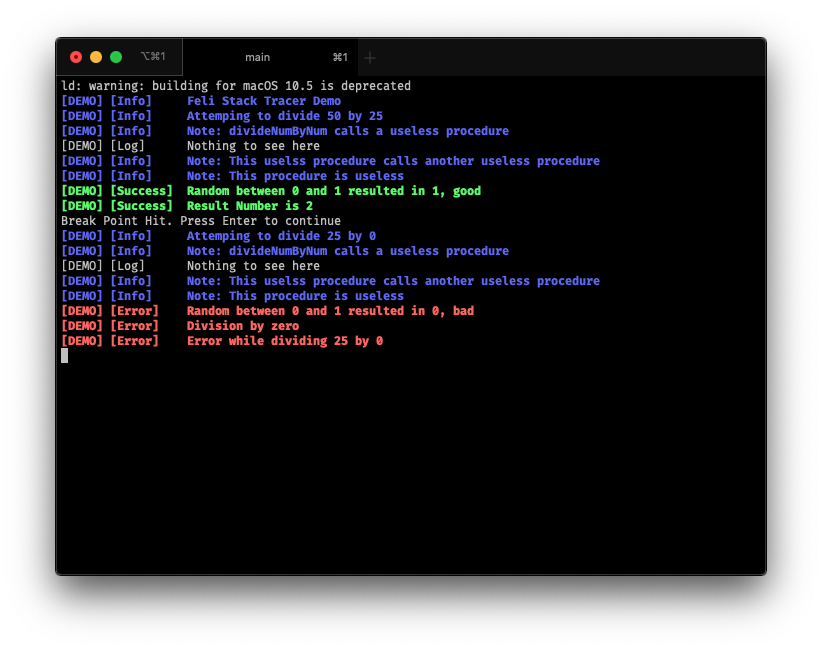 ⌥⌘1 main ⌘1 +
ld: warning: building for macOS 10.5 is deprecated
[DEMO] [Info] Feli Stack Tracer Demo
[DEMO] [Info] Attemping to divide 50 by 25
[DEMO] [Info] Note: divideNumByNum calls a useless procedure
[DEMO] [Log] Nothing to see here
[DEMO] [Info] Note: This uselss procedure calls another useless procedure
[DEMO] [Info] Note: This procedure is useless
[DEMO] [Success] Random between 0 and 1 resulted in 1, good
[DEMO] [Success] Result Number is 2
Break Point Hit. Press Enter to continue
[DEMO] [Info] Attemping to divide 25 by 0
[DEMO] [Info] Note: divideNumByNum calls a useless procedure
[DEMO] [Log] Nothing to see here
[DEMO] [Info] Note: This uselss procedure calls another useless procedure
[DEMO] [Info] Note: This procedure is useless
[DEMO] [Error] Random between 0 and 1 resulted in 0, bad
[DEMO] [Error] Division by zero
[DEMO] [Error] Error while dividing 25 by 0